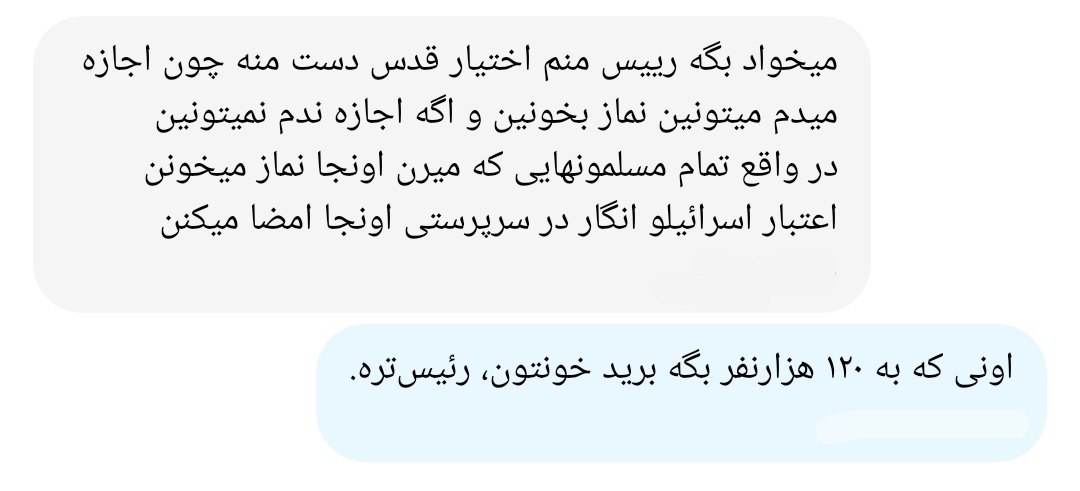 میخواد بگه رییس منم اختیار قدس دست منه چون اجازه
میدم میتونین نماز بخونین و اگه اجازه ندم نمیتونین
در واقع تمام مسلمونهایی که میرن اونجا نماز میخونن
اعتبار اسرائیلو انگار در سرپرستی اونجا امضا میکنن
اونی که به ۱۲۰ هزارنفر بگه برید خونتون، رئیس‌تره.